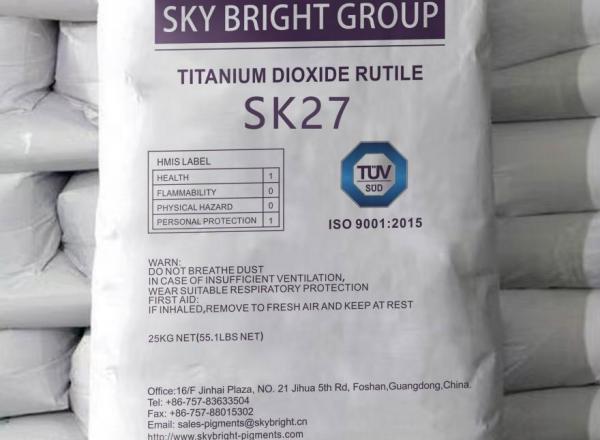 SKY BRIGHT GROUP
TITANIUM DIOXIDE RUTILE
SK27
HMIS LABEL
HEALTH 1
FLAMMABILITY 0
PHYSICAL HAZARD 0
PERSONAL PROTECTION 1
TÜV
SÜD
ISO 9001:2015
WARN:
DO NOT BREATHE DUST
IN CASE OF INSUFFICIENT VENTILATION,
WEAR SUITABLE RESPIRATORY PROTECTION
FIRST AID:
IF INHALED,REMOVE TO FRESH AIR AND KEEP AT REST
25KG NET(55.1LBS NET)
Office:16/F Jinhai Plaza, NO. 21 Jihua 5th Rd, Foshan,Guangdong,China.
Tel: +86-757-83633504
Fax: +86-757-88015302
Email: sales-pigments@skybright.cn
http://www.skybright-pigments.com